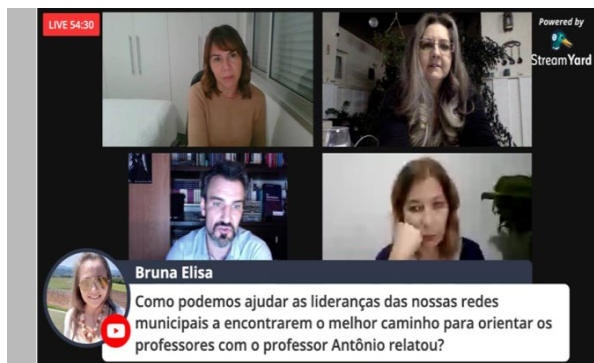 LIVE 54:30
Powered by
StreamYard
Bruna Elisa
Como podemos ajudar as lideranças das nossas redes
municipais a encontrarem o melhor caminho para orientar os
professores com o professor Antônio relatou?